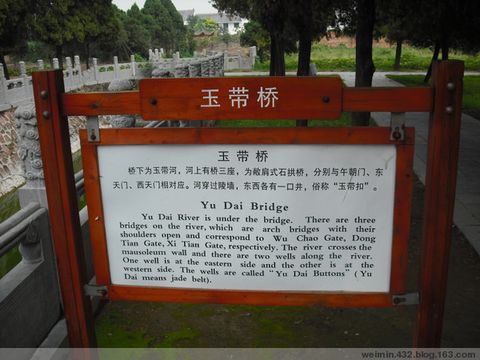 玉带桥
玉带桥
桥下为玉带河，河上有桥三座，为敞肩式石拱桥，分别与午朝门、东
天门、西天门相对应。河穿过陵墙，东西各有一口井，俗称“玉带扣”。
Yu Dai Bridge
Yu Dai River is under the bridge. There are three
bridges on the river, which are arch bridges with their
shoulders open and correspond to Wu Chao Gate, Dong
Tian Gate, Xi Tian Gate, respectively. The river crosses the
mausoleum wall and there are two wells along the river.
One well is at the eastern side and the other is at the
western side. The wells are called “Yu Dai Buttons” (Yu
Dai means jade belt).
weimin.432.blog.163.com